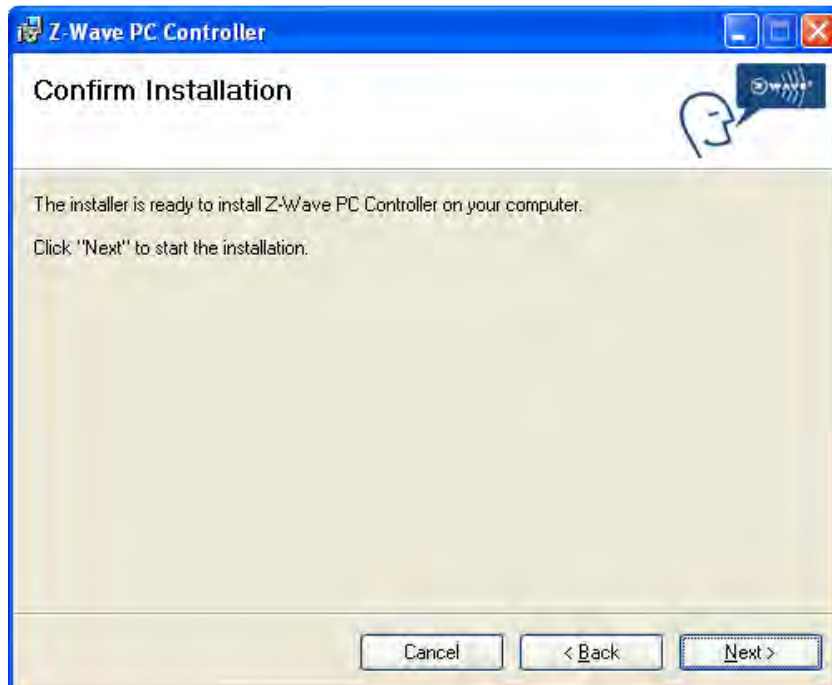 Z-Wave PC Controller
Confirm Installation
The installer is ready to install Z-Wave PC Controller on your computer.
Click "Next" to start the installation.
Cancel
< Back
Next >